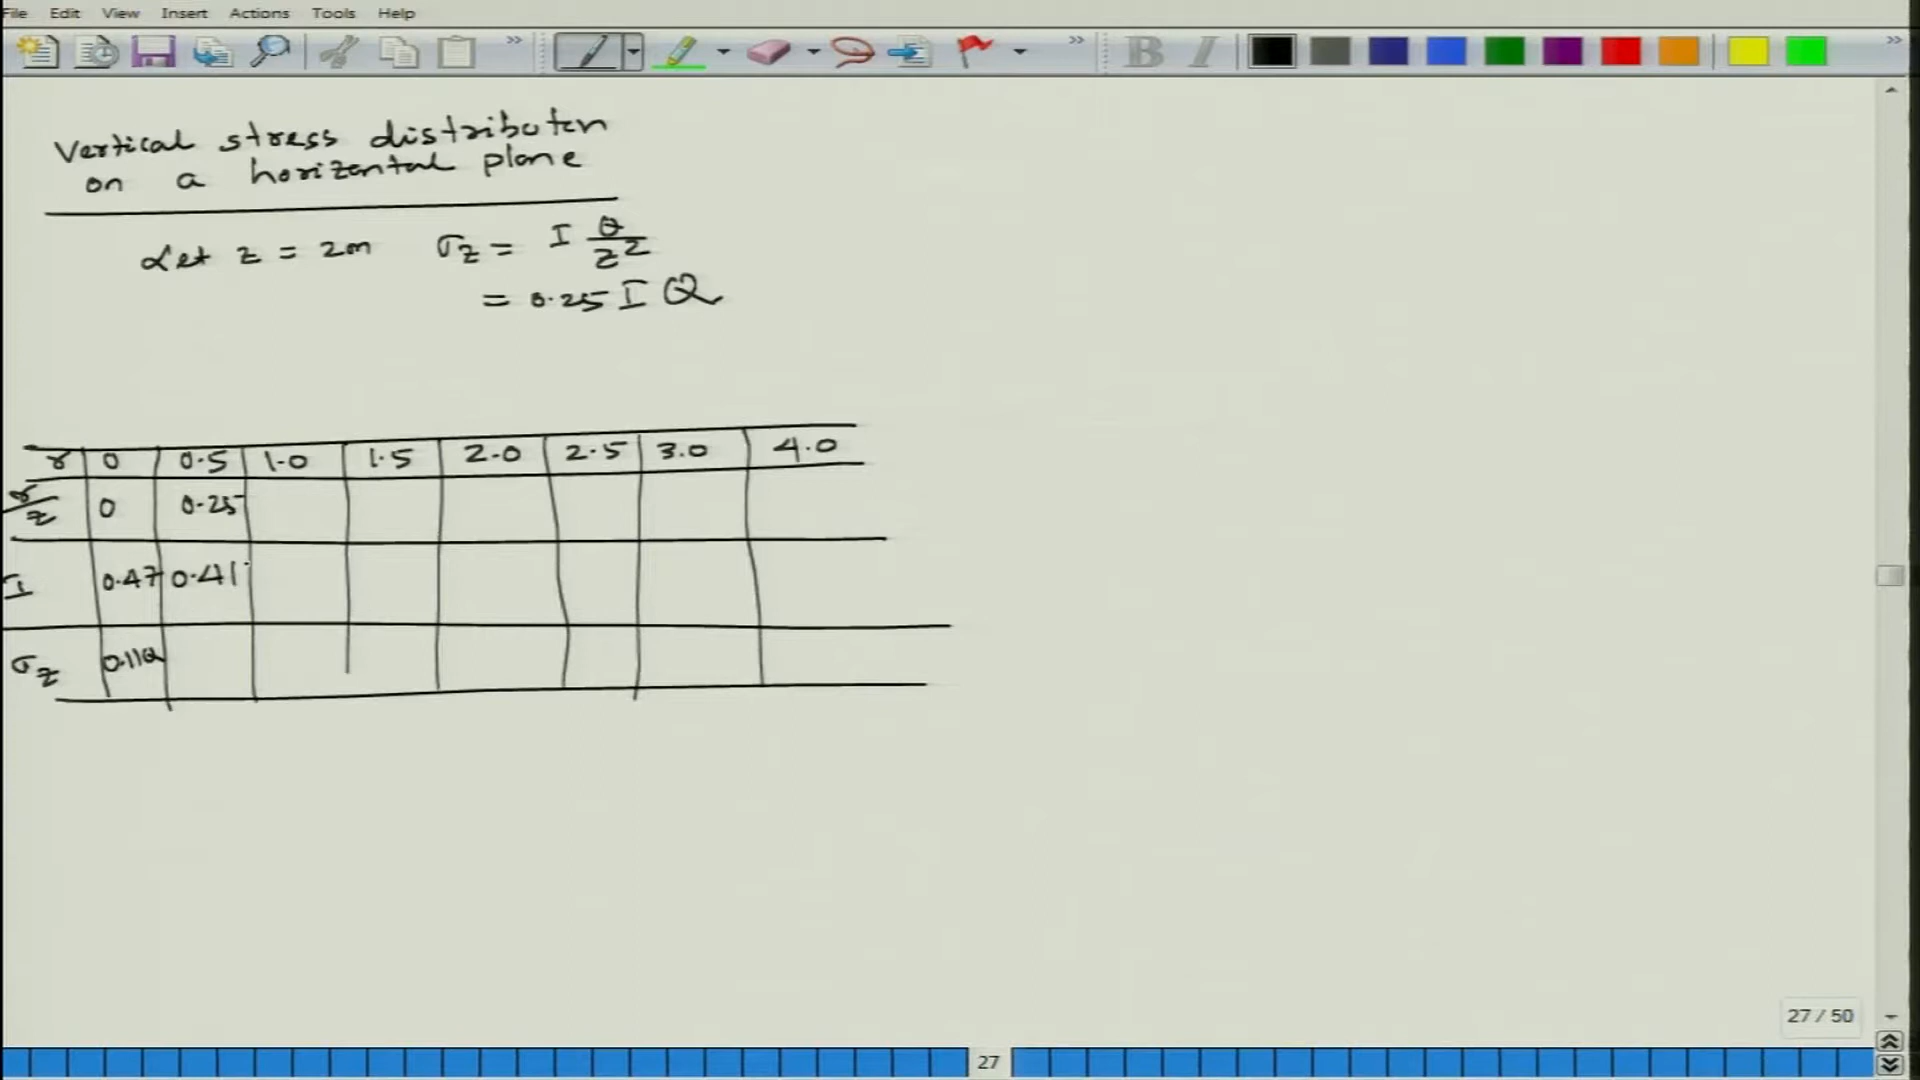 File Edit View Insert Actions Tools Help
B I
Vertical stress distributon
on a horizontal plane
Let z = 2m σz = I Q/z²
= 0.25 I Q
r 0 0.5 1.0 1.5 2.0 2.5 3.0 4.0
r/z 0 0.25
I 0.47 0.41
σz 0.11Q
27 / 50
27